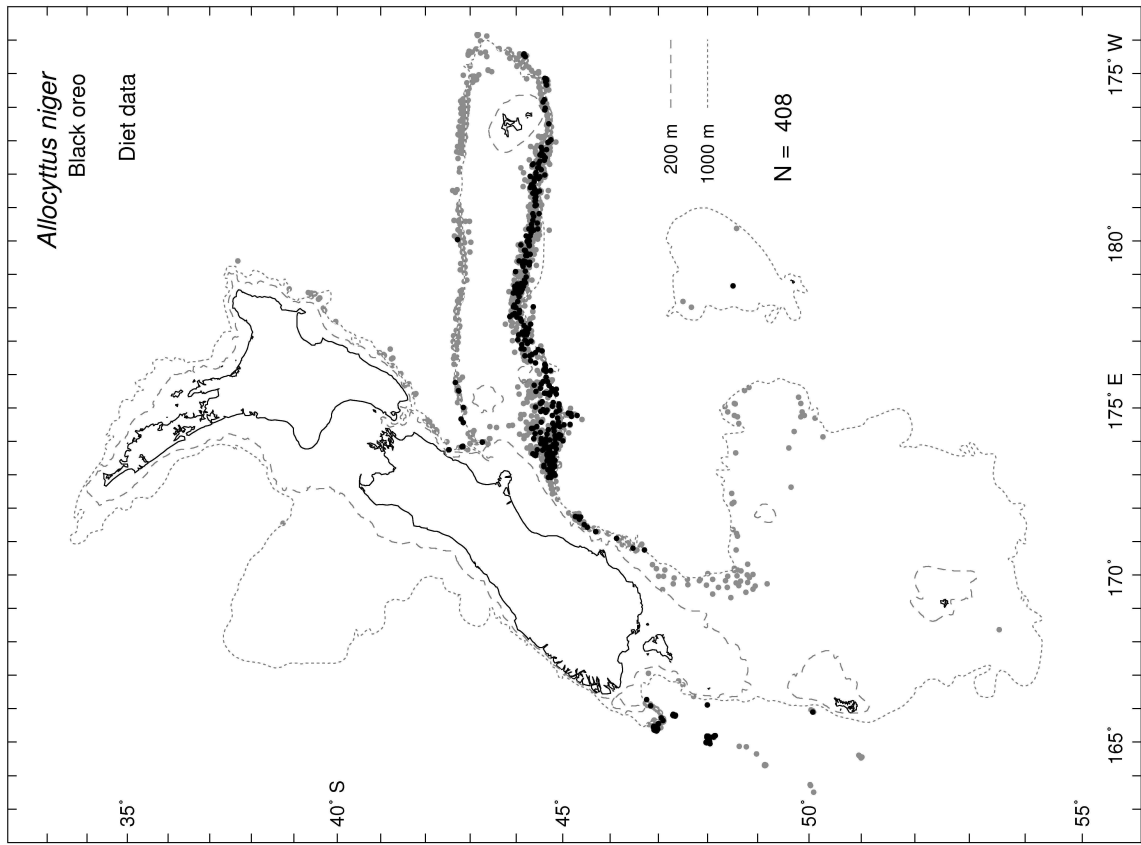 Allocyttus niger
Black oreo
Diet data
200 m
1000 m
N = 408
35°
40° S
45°
50°
55°
165°
170°
175° E
180°
175° W